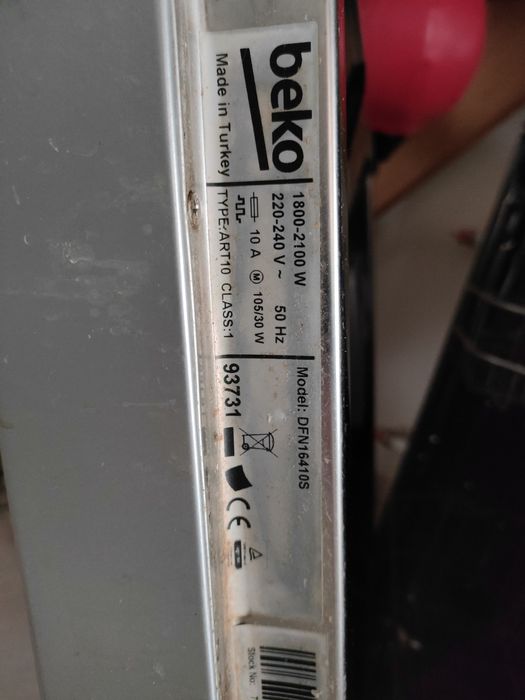 beko
Made in Turkey
1800-2100 W
220-240 V ~ 50 Hz
10 A M 105/30 W
TYPE:ART10 CLASS:1
Model: DFN16410S
93731
CE
Stock No: